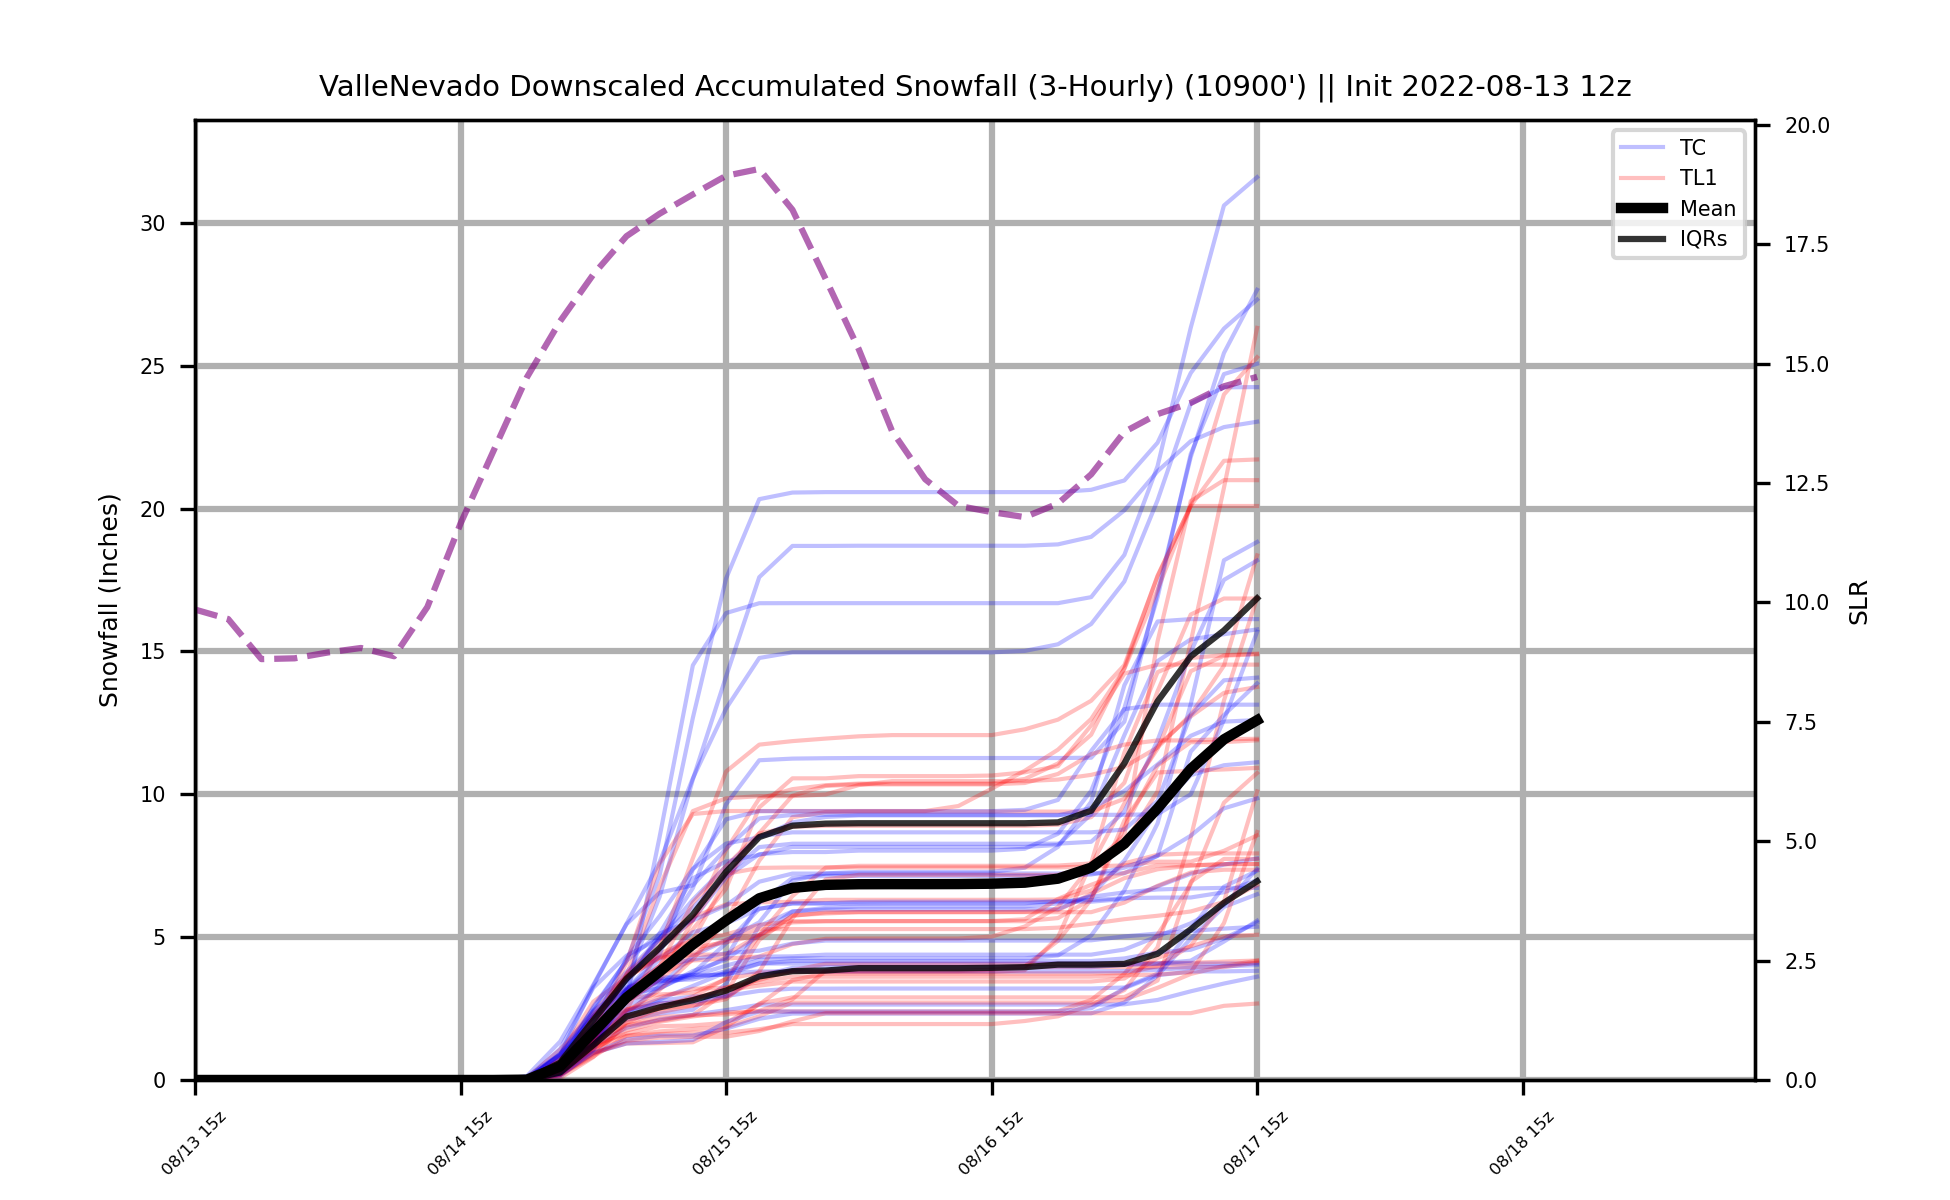 ValleNevado Downscaled Accumulated Snowfall (3-Hourly) (10900') || Init 2022-08-13 12z
TC
TL1
Mean
IQRs
Snowfall (Inches)
30
25
20
15
10
5
0
20.0
17.5
15.0
12.5
10.0
7.5
5.0
2.5
0.0
SLR
08/13 15z
08/14 15z
08/15 15z
08/16 15z
08/17 15z
08/18 15z